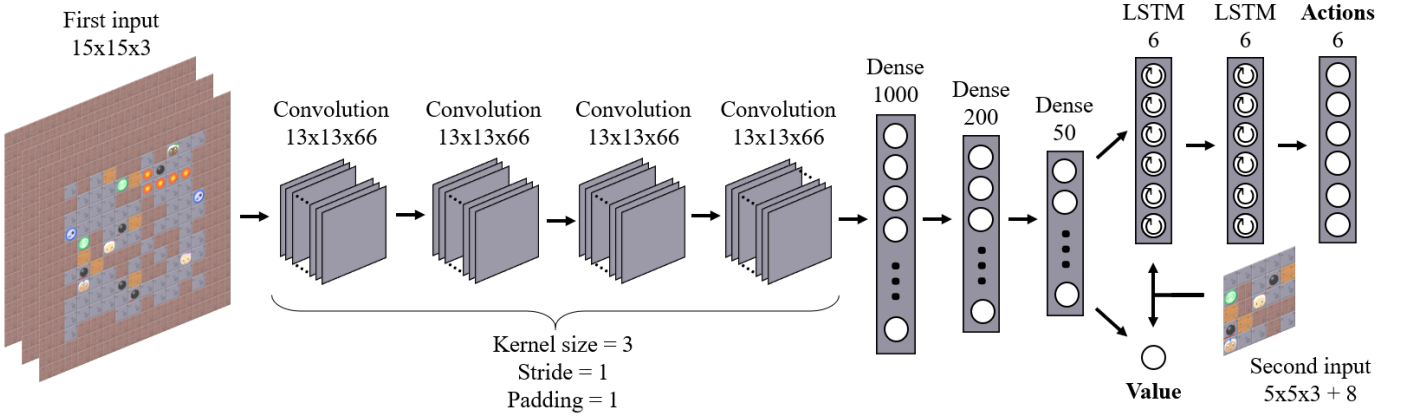 First input
15x15x3
Convolution
13x13x66
Convolution
13x13x66
Convolution
13x13x66
Convolution
13x13x66
Kernel size = 3
Stride = 1
Padding = 1
Dense
1000
Dense
200
Dense
50
LSTM
6
LSTM
6
Actions
6
Value
Second input
5x5x3 + 8